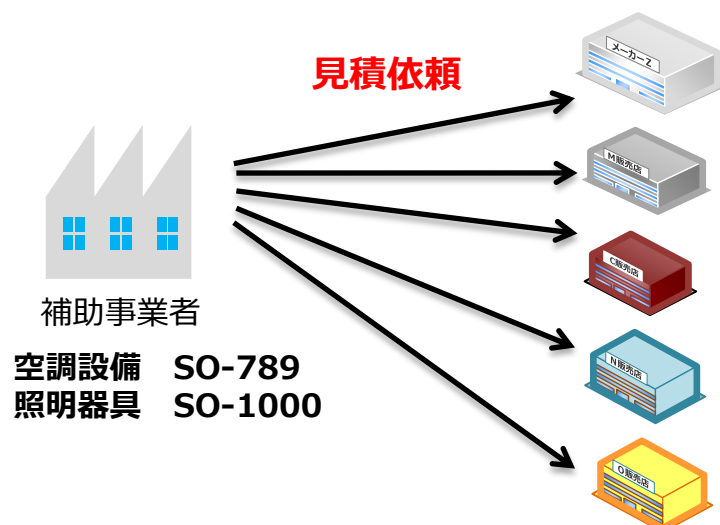 見積依頼
メーカーZ
M販売店
C販売店
N販売店
O販売店
補助事業者
空調設備　SO-789
照明器具　SO-1000